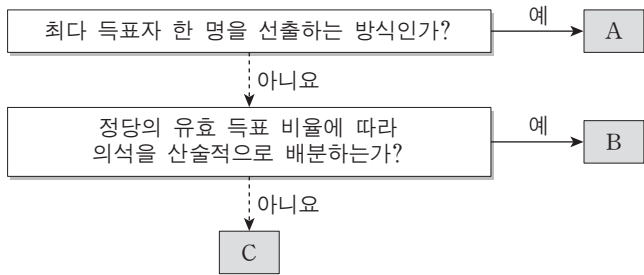 최다 득표자 한 명을 선출하는 방식인가?
예
A
아니요
정당의 유효 득표 비율에 따라
의석을 산술적으로 배분하는가?
예
B
아니요
C